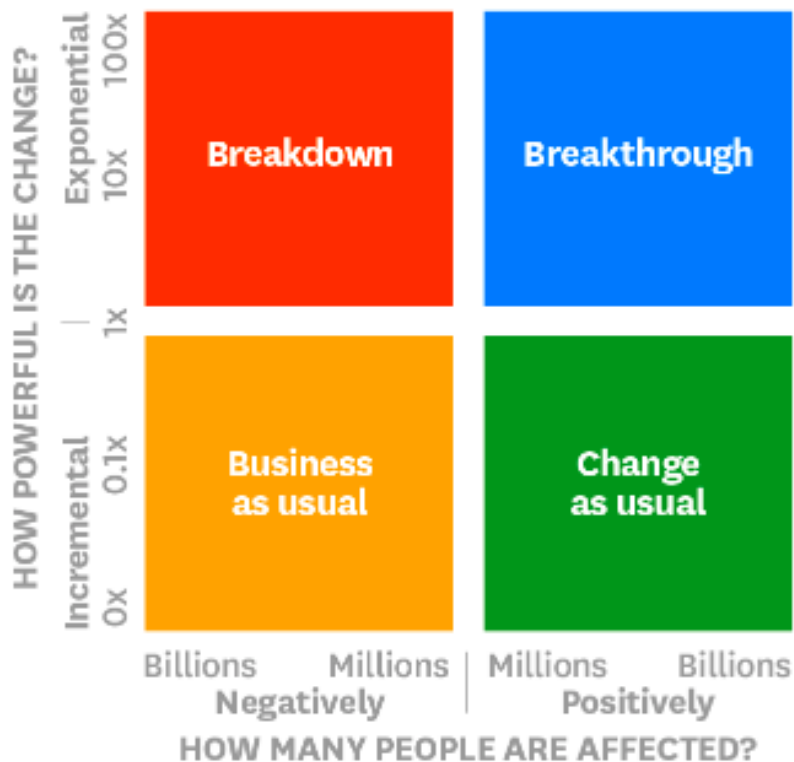 HOW POWERFUL IS THE CHANGE?
Exponential
Incremental
100x
10x
1x
0.1x
0x
Breakdown
Breakthrough
Business
as usual
Change
as usual
Billions Millions Millions Billions
Negatively Positively
HOW MANY PEOPLE ARE AFFECTED?